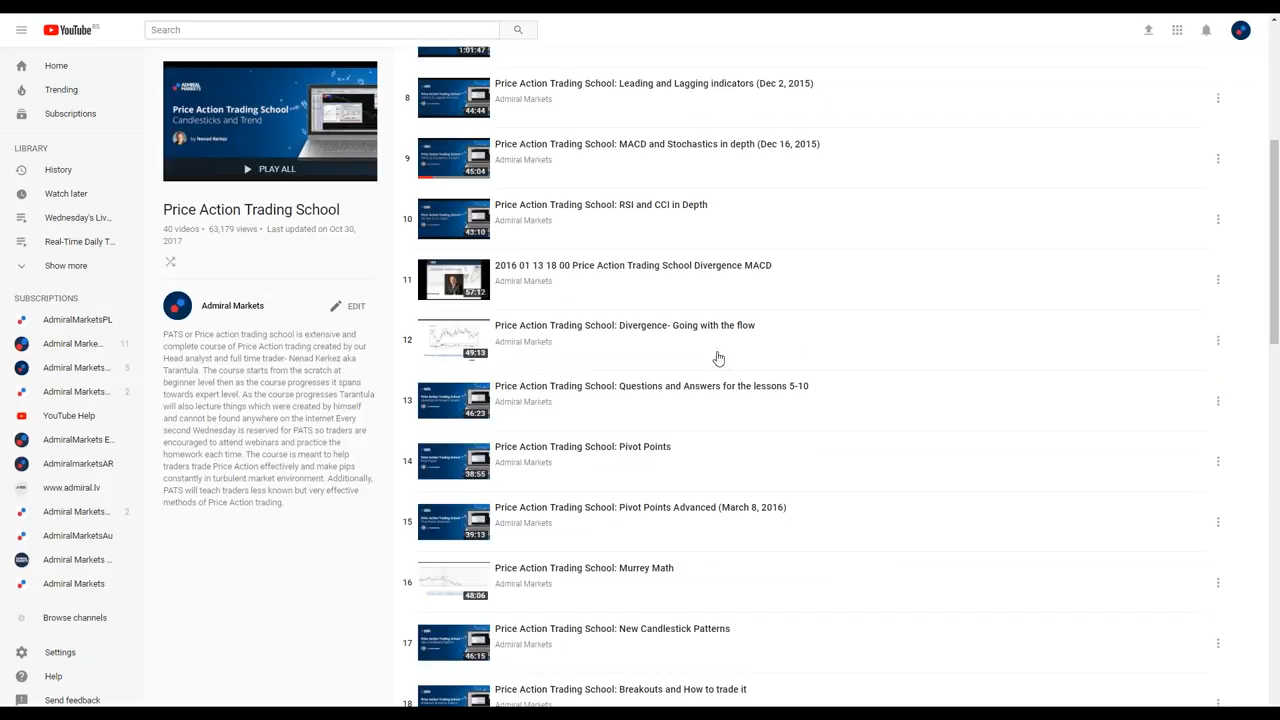 YouTube RS
Search
Home
Trending
Subscriptions
LIBRARY
History
Watch later
Wednesday's Liv...
Real-Time Daily T...
Show more
SUBSCRIPTIONS
AdmiralMarketsPL
Admiral Marke... 11
AdmiralMarkets... 5
AdmiralMarkets... 2
YouTube Help
AdmiralMarkets E...
AdmiralmarketsAR
www.admiral.lv
AdmiralMarkets... 2
AdmiralMarketsAu
Admiral Markets ...
Admiral Markets
Browse channels
Settings
Help
Send feedback
ADMIRAL
MARKETS
Price Action Trading School
Candlesticks and Trend
by Nenad Kerkez
PLAY ALL
Price Action Trading School
40 videos • 63,179 views • Last updated on Oct 30,
2017
Admiral Markets
EDIT
PATS or Price action trading school is extensive and
complete course of Price Action trading created by our
Head analyst and full time trader- Nenad Kerkez aka
Tarantula. The course starts from the scratch at
beginner level then as the course progresses it spans
towards expert level. As the course progresses Tarantula
will also lecture things which were created by himself
and cannot be found anywhere on the internet Every
second Wednesday is reserved for PATS so traders are
encouraged to attend webinars and practice the
homework each time. The course is meant to help
traders trade Price Action effectively and make pips
constantly in turbulent market environment. Additionally,
PATS will teach traders less known but very effective
methods of Price Action trading.
1:01:47
8
44:44
Price Action Trading School: Leading and Lagging indicators (Dec 2, 2015)
Admiral Markets
9
45:04
Price Action Trading School: MACD and Stochastics in depth (Dec 16, 2015)
Admiral Markets
10
43:10
Price Action Trading School: RSI and CCI in Depth
Admiral Markets
11
57:12
2016 01 13 18 00 Price Action Trading School Divergence MACD
Admiral Markets
12
49:13
Price Action Trading School: Divergence- Going with the flow
Admiral Markets
13
46:23
Price Action Trading School: Questions and Answers for the lessons 5-10
Admiral Markets
14
38:55
Price Action Trading School: Pivot Points
Admiral Markets
15
39:13
Price Action Trading School: Pivot Points Advanced (March 8, 2016)
Admiral Markets
16
48:06
Price Action Trading School: Murrey Math
Admiral Markets
17
46:15
Price Action Trading School: New Candlestick Patterns
Admiral Markets
18
Price Action Trading School: Breakouts and How to trade it
Admiral Markets